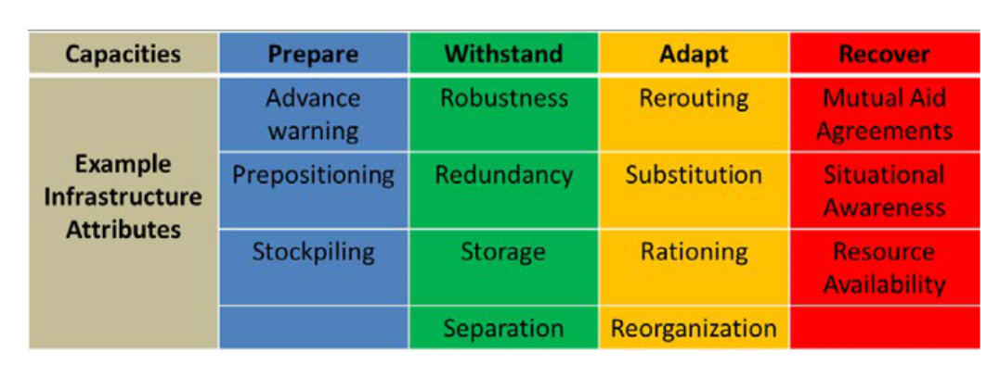 Capacities Prepare Withstand Adapt Recover
Example
Infrastructure
Attributes
Advance
warning
Robustness
Rerouting
Mutual Aid
Agreements
Prepositioning
Redundancy
Substitution
Situational
Awareness
Stockpiling
Storage
Rationing
Resource
Availability
Separation
Reorganization